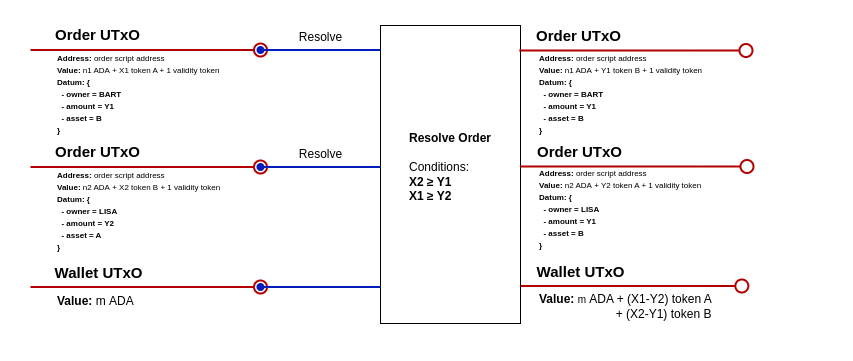 Order UTxO
Address: order script address
Value: n1 ADA + X1 token A + 1 validity token
Datum: {
- owner = BART
- amount = Y1
- asset = B
}
Resolve
Order UTxO
Address: order script address
Value: n2 ADA + X2 token B + 1 validity token
Datum: {
- owner = LISA
- amount = Y2
- asset = A
}
Resolve
Wallet UTxO
Value: m ADA
Resolve Order
Conditions:
X2 ≥ Y1
X1 ≥ Y2
Order UTxO
Address: order script address
Value: n1 ADA + Y1 token B + 1 validity token
Datum: {
- owner = BART
- amount = Y1
- asset = B
}
Order UTxO
Address: order script address
Value: n2 ADA + Y2 token A + 1 validity token
Datum: {
- owner = LISA
- amount = Y1
- asset = B
}
Wallet UTxO
Value: m ADA + (X1-Y2) token A
+ (X2-Y1) token B